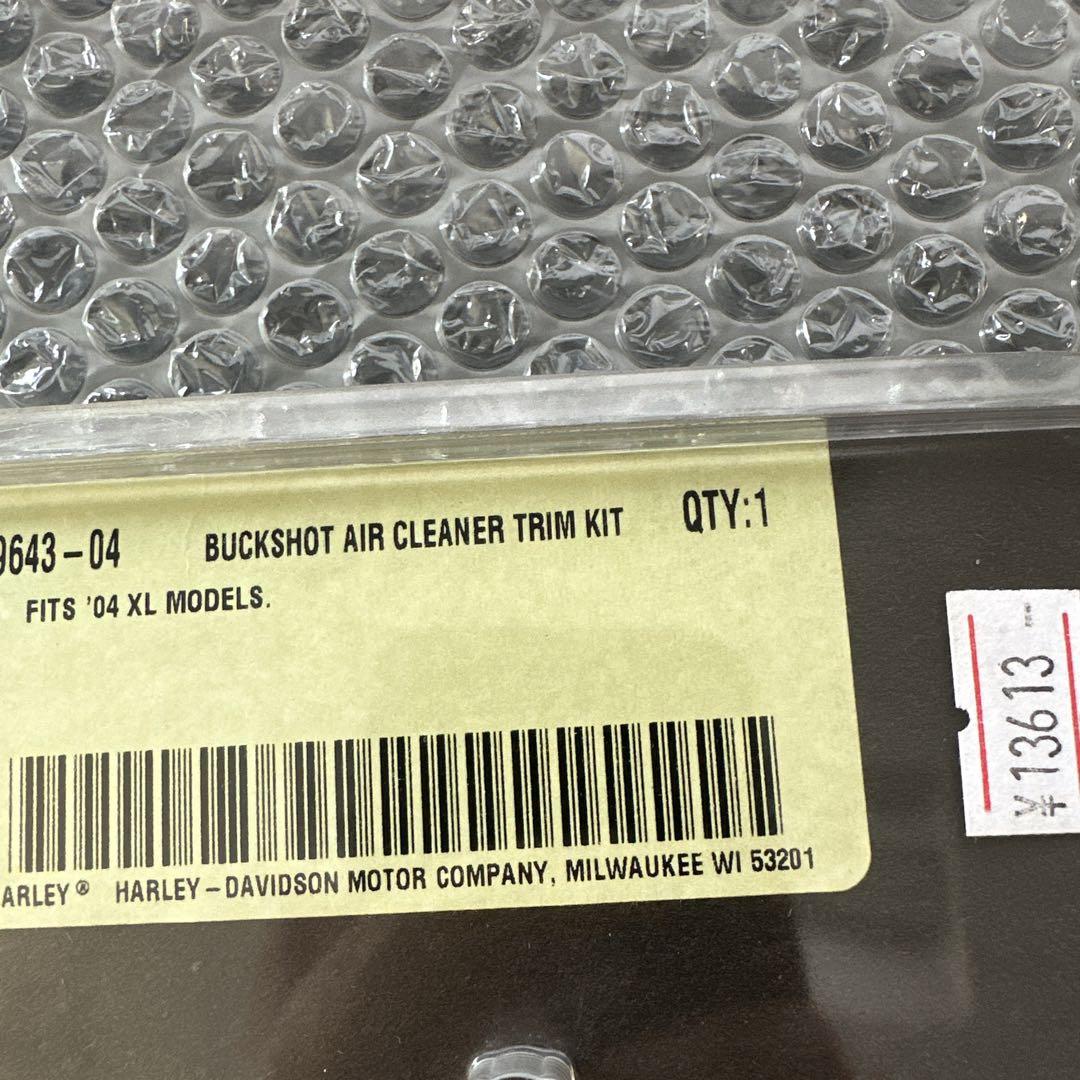 9643-04 BUCKSHOT AIR CLEANER TRIM KIT QTY:1
FITS '04 XL MODELS.
ARLEY® HARLEY-DAVIDSON MOTOR COMPANY, MILWAUKEE WI 53201
¥13613